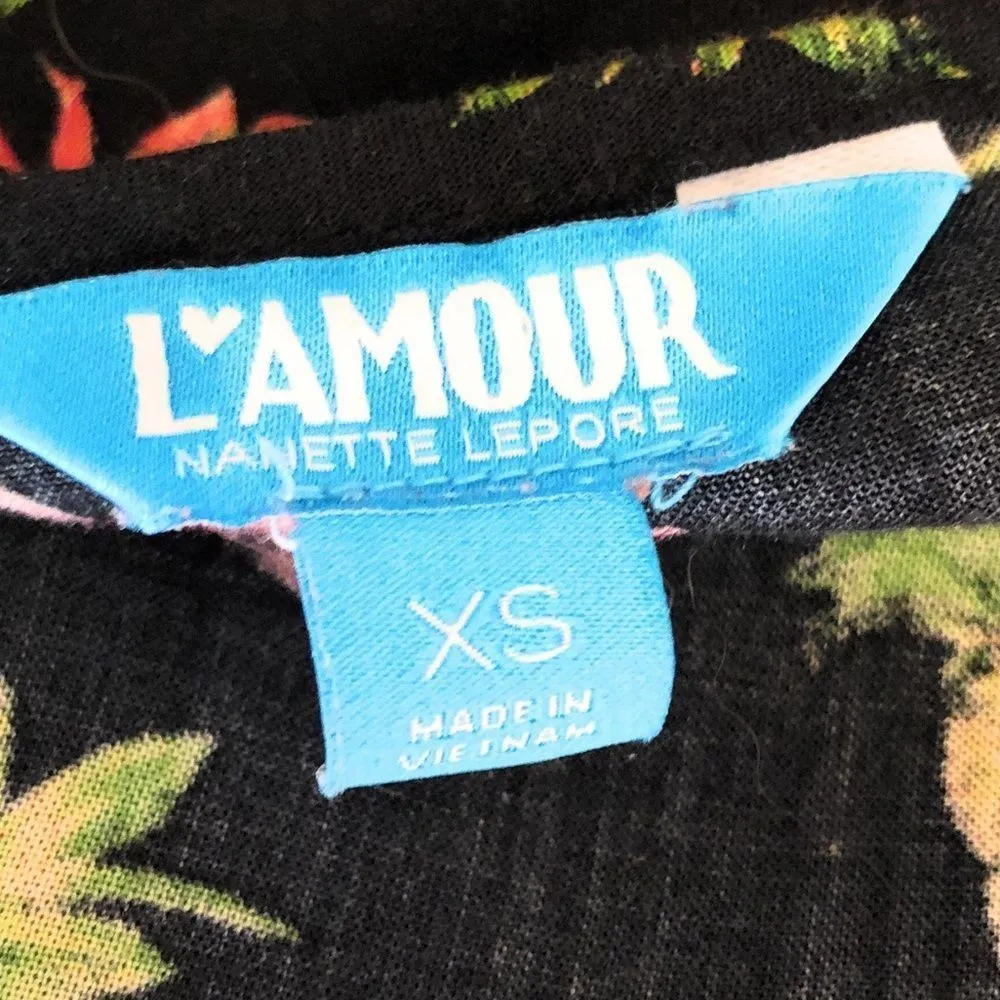 L'AMOUR
NANETTE LEPORE
XS
MADE IN
VIETNAM